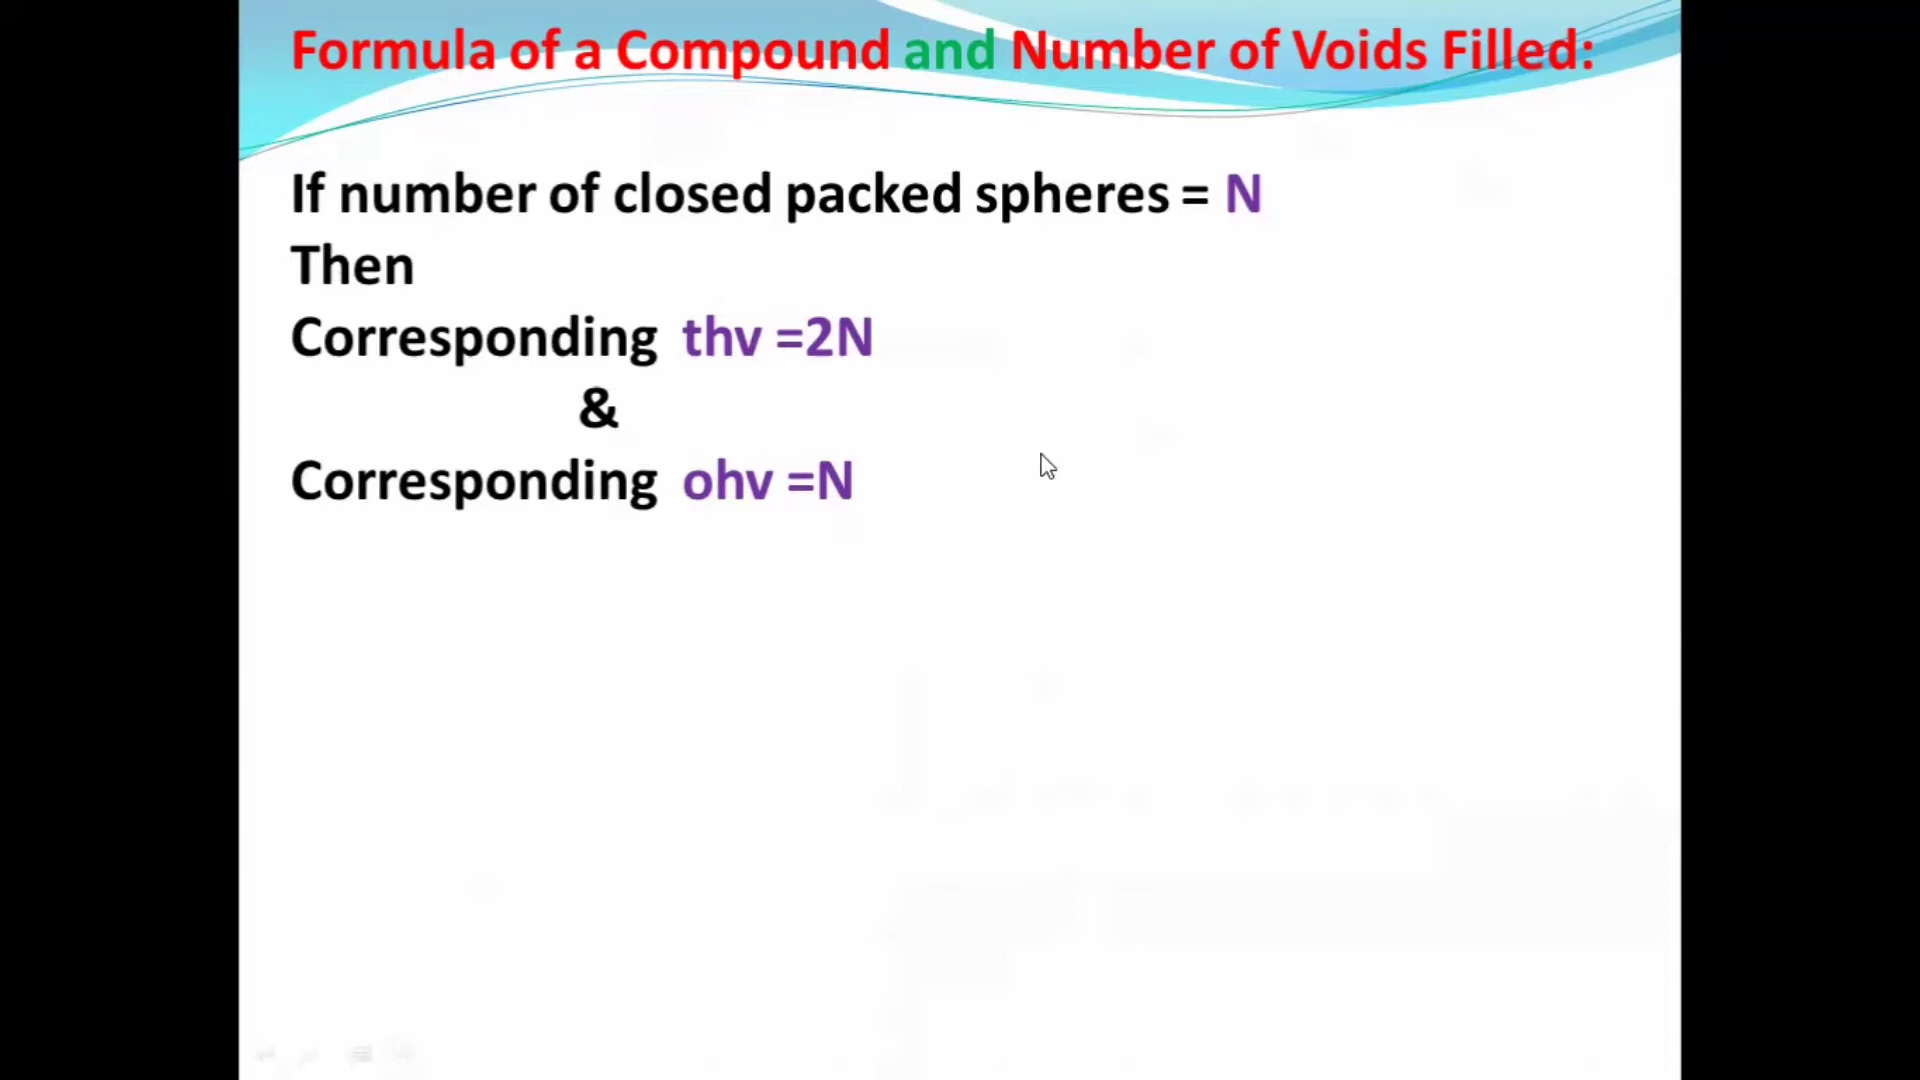 Formula of a Compound and Number of Voids Filled:
If number of closed packed spheres = N
Then
Corresponding thv =2N
&
Corresponding ohv =N